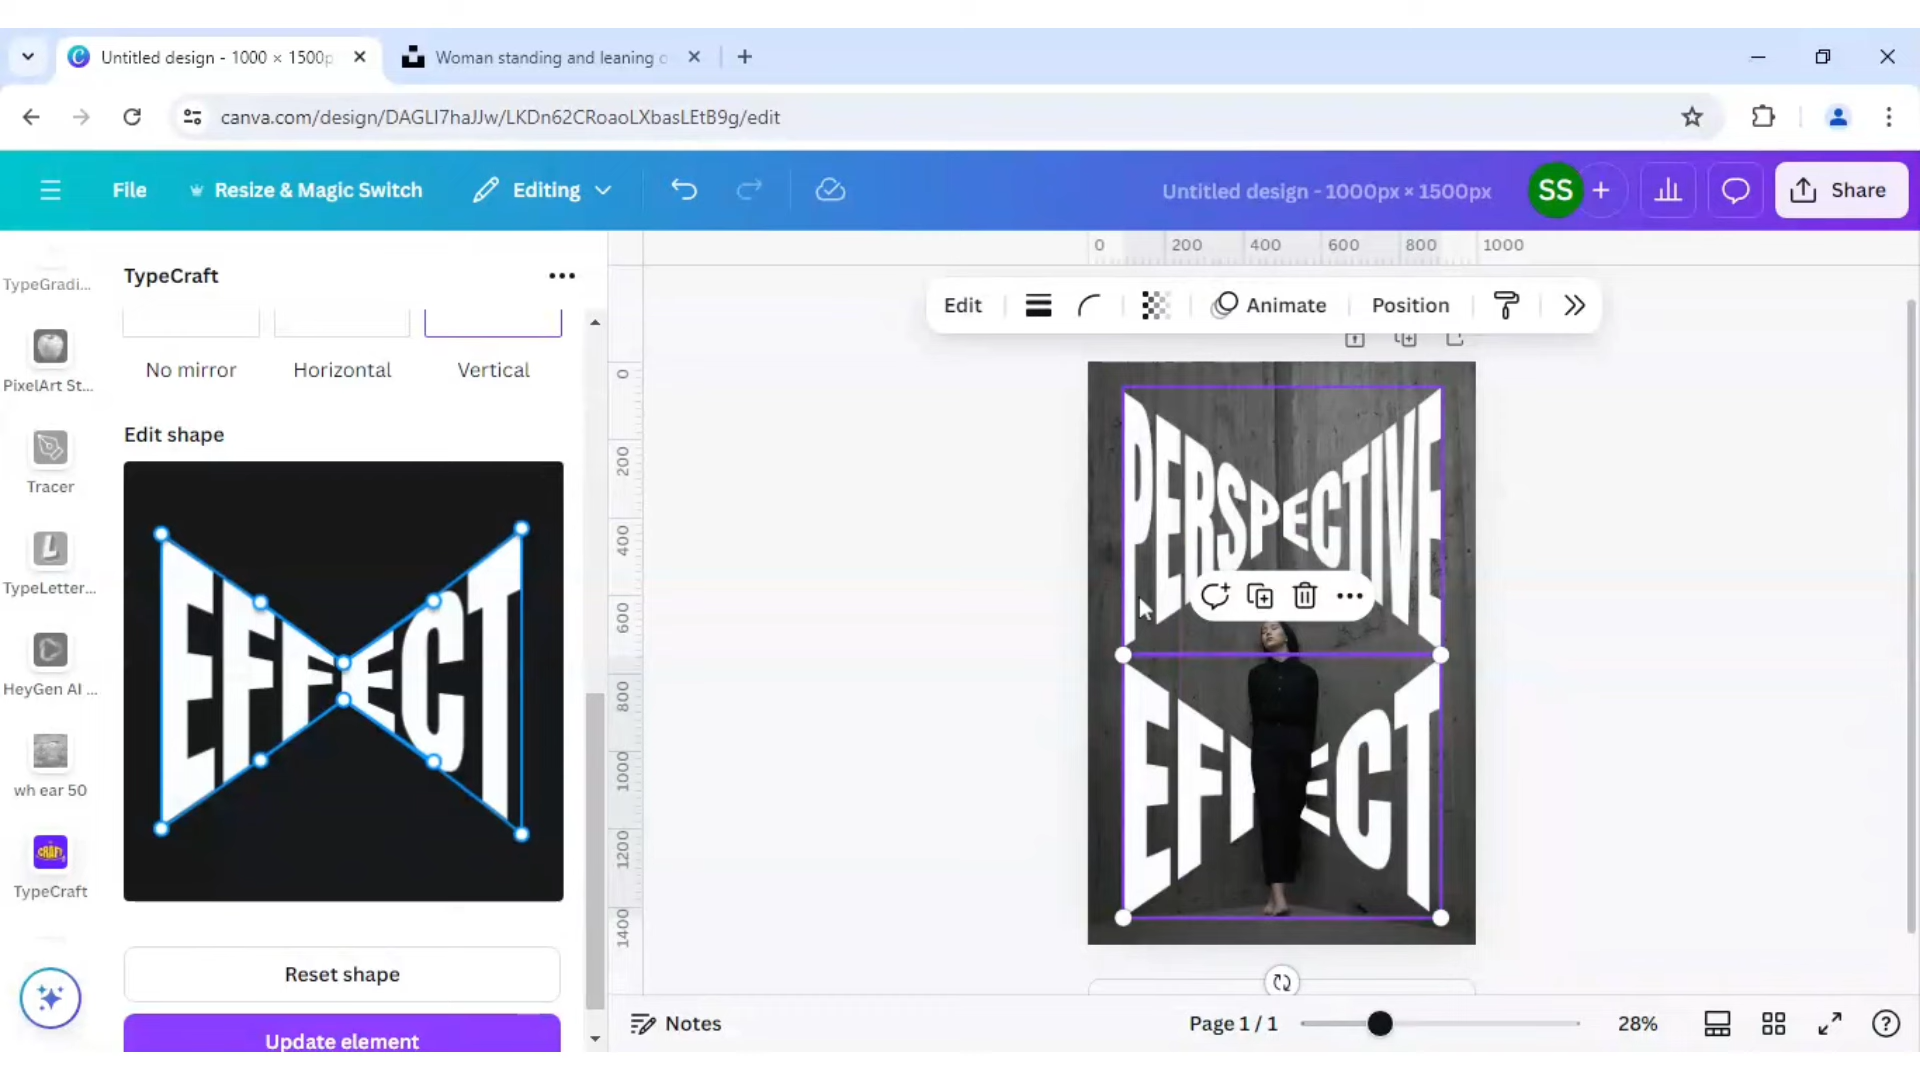 Untitled design - 1000 × 1500p
Woman standing and leaning o
canva.com/design/DAGLI7haJJw/LKDn62CRoaoLXbasLEtB9g/edit
File
Resize & Magic Switch
Editing
Untitled design - 1000px × 1500px
SS
Share
TypeGradi...
PixelArt St...
Tracer
TypeLetter...
HeyGen AI ...
wh ear 50
CRAFT
TypeCraft
TypeCraft
No mirror
Horizontal
Vertical
Edit shape
EFFECT
Reset shape
Update element
0 200 400 600 800 1000
0
200
400
600
800
1000
1200
1400
Edit
Animate
Position
PERSPECTIVE
EFFECT
Notes
Page 1 / 1
28%